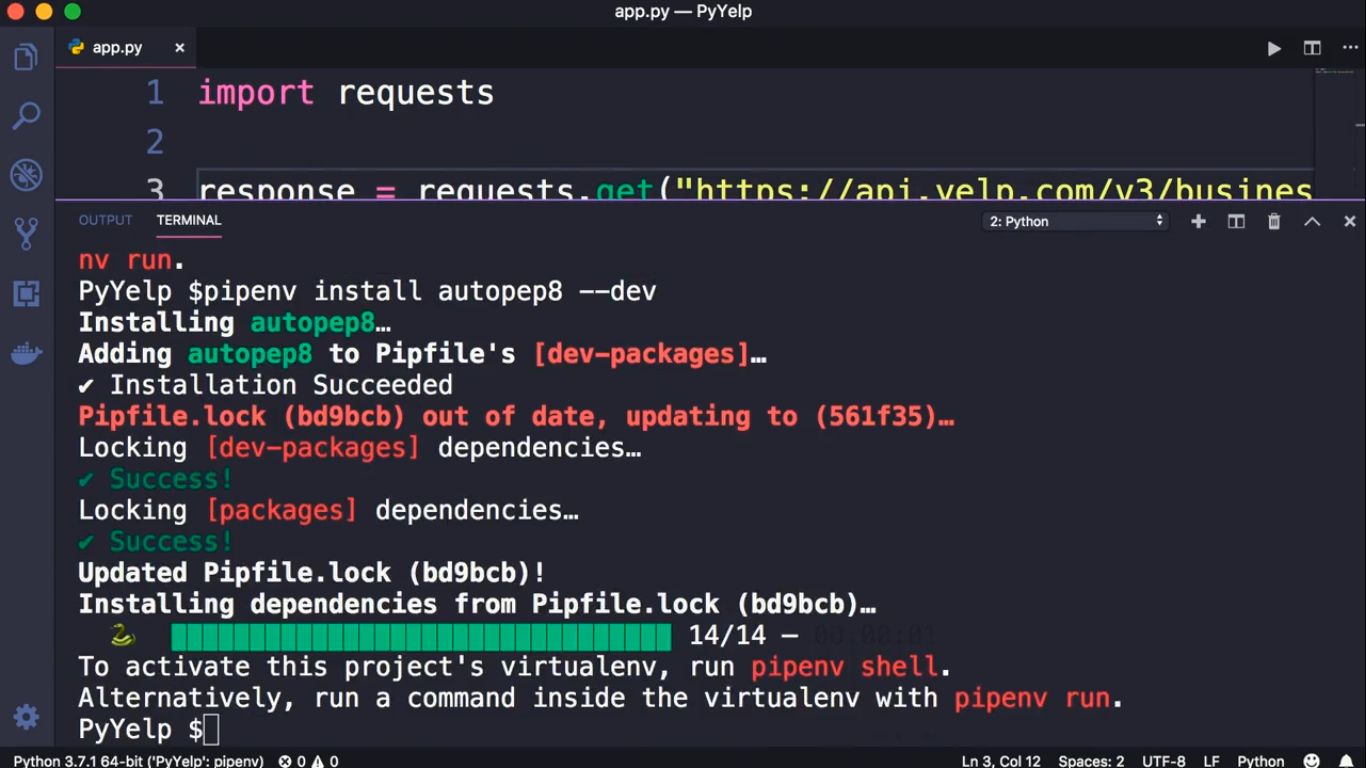 app.py — PyYelp
app.py ×
1 import requests
2
3 response = requests.get("https://api.yelp.com/v3/busines
OUTPUT TERMINAL 2: Python
nv run.
PyYelp $pipenv install autopep8 --dev
Installing autopep8…
Adding autopep8 to Pipfile's [dev-packages]…
✔ Installation Succeeded
Pipfile.lock (bd9bcb) out of date, updating to (561f35)…
Locking [dev-packages] dependencies…
✔ Success!
Locking [packages] dependencies…
✔ Success!
Updated Pipfile.lock (bd9bcb)!
Installing dependencies from Pipfile.lock (bd9bcb)…
14/14 — 00:00:01
To activate this project's virtualenv, run pipenv shell.
Alternatively, run a command inside the virtualenv with pipenv run.
PyYelp $
Python 3.7.1 64-bit ('PyYelp': pipenv) 0 0 Ln 3, Col 12 Spaces: 2 UTF-8 LF Python